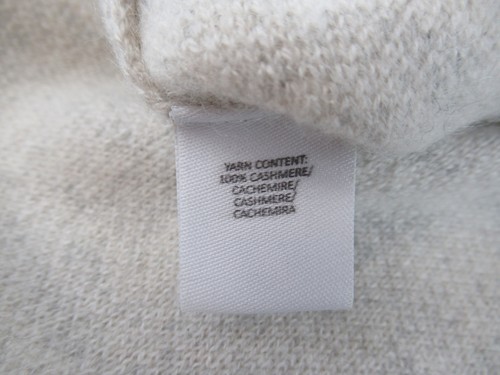 YARN CONTENT:
100% CASHMERE/
CACHEMIRE/
CASHMERE/
CACHEMIRA